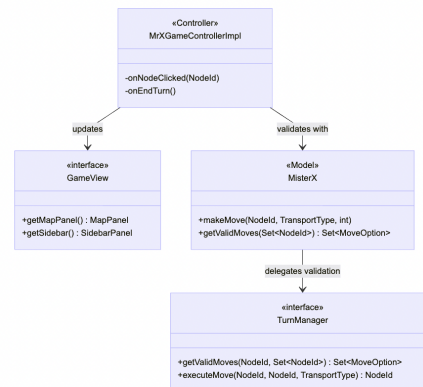 «Controller»
MrXGameControllerImpl
-onNodeClicked(NodeId)
-onEndTurn()
updates
validates with
«interface»
GameView
+getMapPanel() : MapPanel
+getSidebar() : SidebarPanel
«Model»
MisterX
+makeMove(NodeId, TransportType, int)
+getValidMoves(Set<NodeId>) : Set<MoveOption>
delegates validation
«interface»
TurnManager
+getValidMoves(NodeId, Set<NodeId>) : Set<MoveOption>
+executeMove(NodeId, NodeId, TransportType) : NodeId